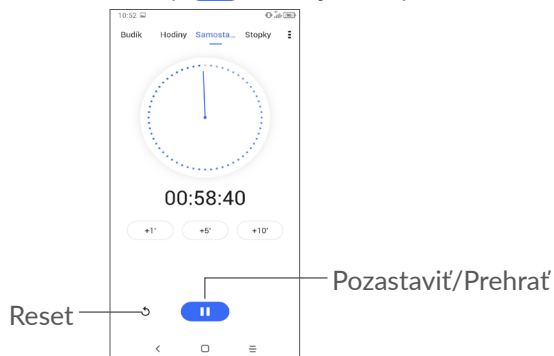 10:52
Budík Hodiny Samosta... Stopky
00:58:40
+1' +5' +10'
Pozastaviť/Prehrať
Reset